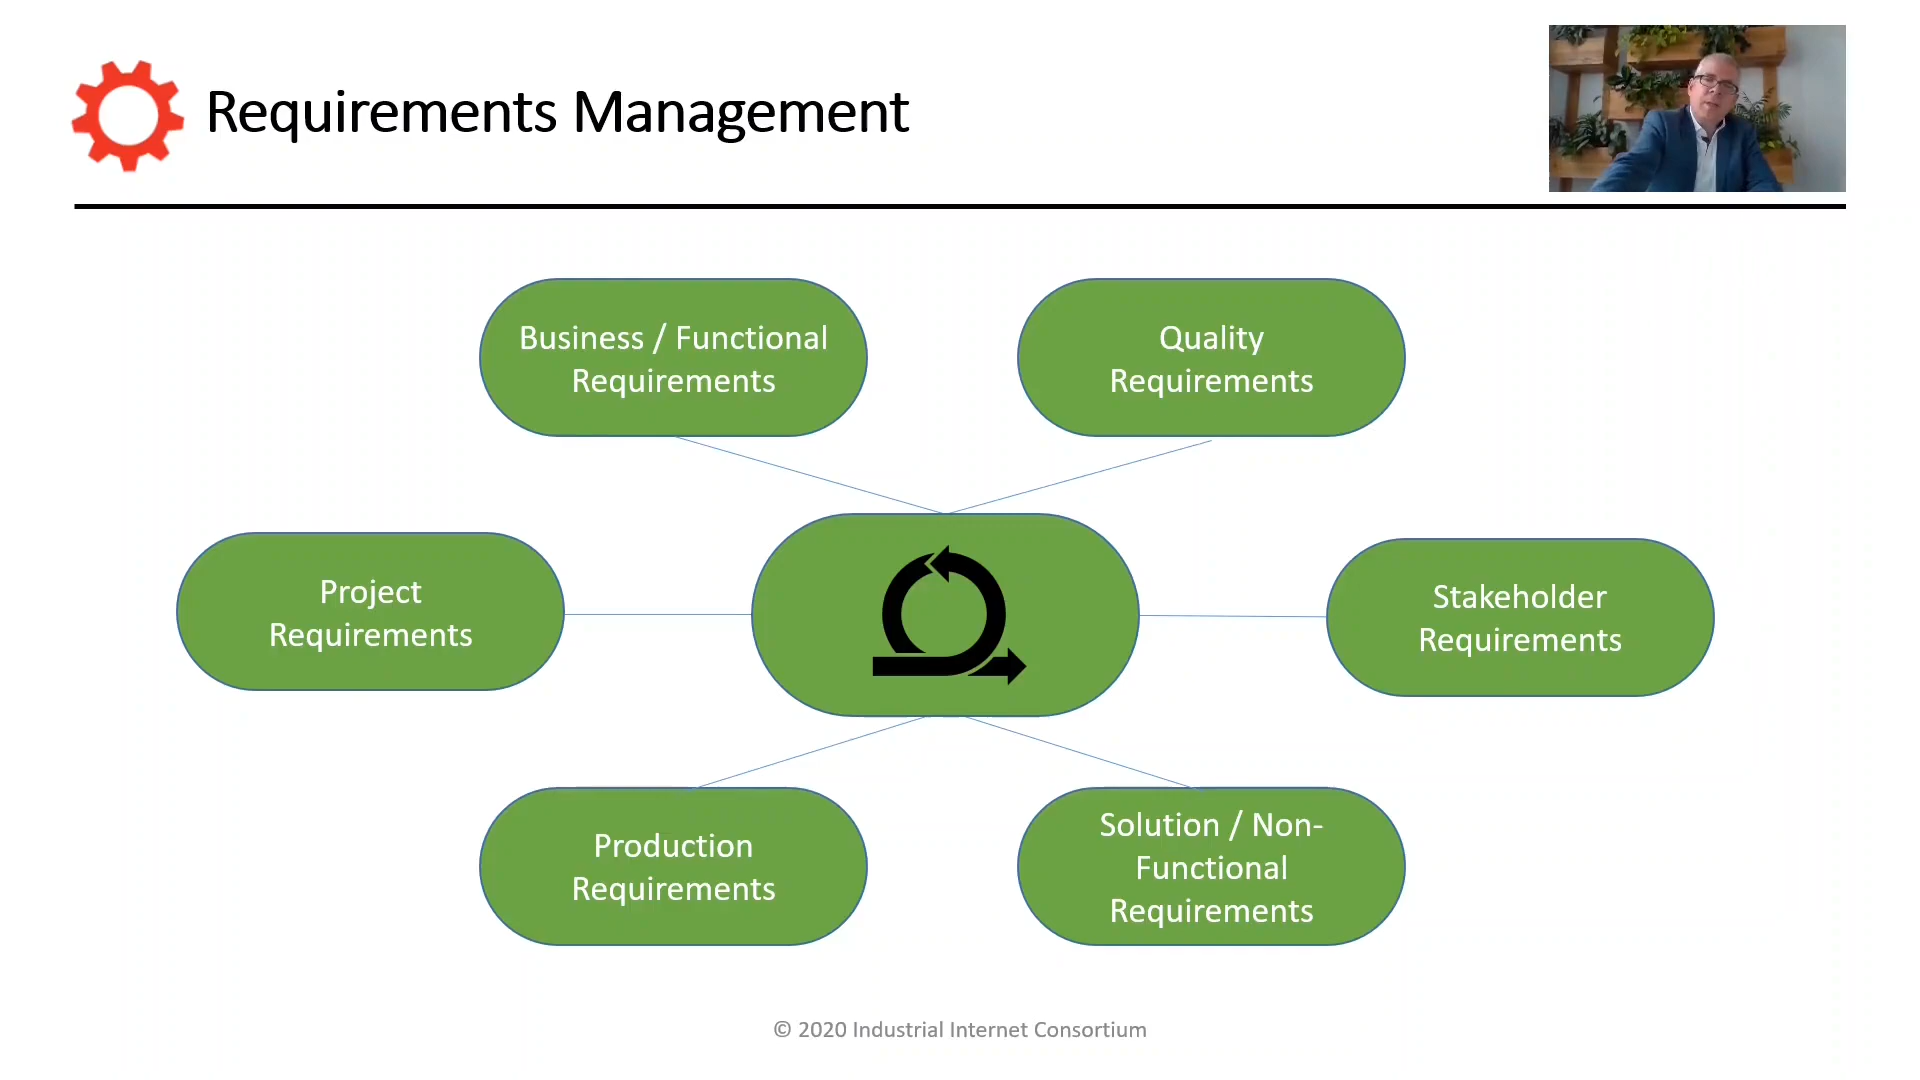 Requirements Management
Business / Functional
Requirements
Quality
Requirements
Project
Requirements
Stakeholder
Requirements
Production
Requirements
Solution / Non-
Functional
Requirements
© 2020 Industrial Internet Consortium